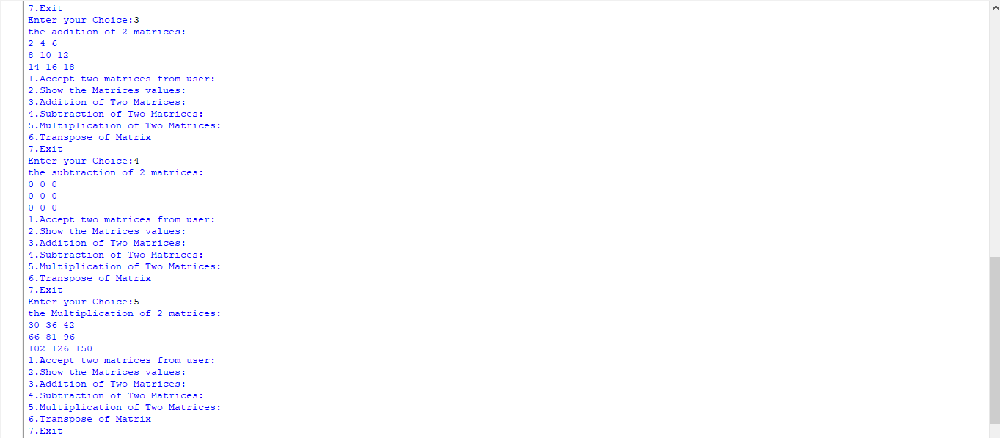 7.Exit
Enter your Choice:3
the addition of 2 matrices:
2 4 6
8 10 12
14 16 18
1.Accept two matrices from user:
2.Show the Matrices values:
3.Addition of Two Matrices:
4.Subtraction of Two Matrices:
5.Multiplication of Two Matrices:
6.Transpose of Matrix
7.Exit
Enter your Choice:4
the subtraction of 2 matrices:
0 0 0
0 0 0
0 0 0
1.Accept two matrices from user:
2.Show the Matrices values:
3.Addition of Two Matrices:
4.Subtraction of Two Matrices:
5.Multiplication of Two Matrices:
6.Transpose of Matrix
7.Exit
Enter your Choice:5
the Multiplication of 2 matrices:
30 36 42
66 81 96
102 126 150
1.Accept two matrices from user:
2.Show the Matrices values:
3.Addition of Two Matrices:
4.Subtraction of Two Matrices:
5.Multiplication of Two Matrices:
6.Transpose of Matrix
7.Exit